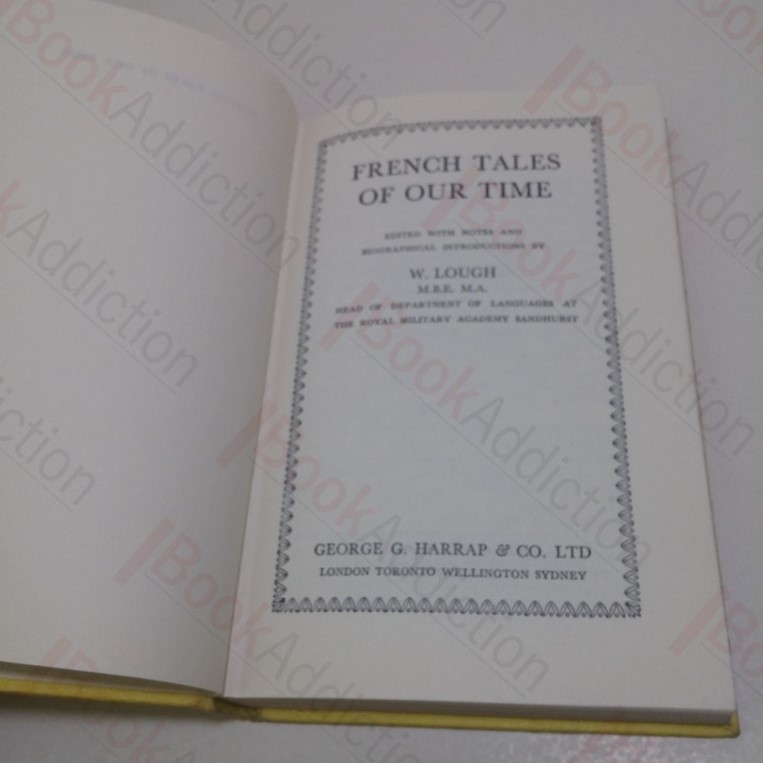 FRENCH TALES
OF OUR TIME
EDITED WITH NOTES AND
BIOGRAPHICAL INTRODUCTIONS BY
W. LOUGH
M.B.E. M.A.
HEAD OF DEPARTMENT OF LANGUAGES AT
THE ROYAL MILITARY ACADEMY SANDHURST
GEORGE G. HARRAP & CO. LTD
LONDON TORONTO WELLINGTON SYDNEY
BookAddiction